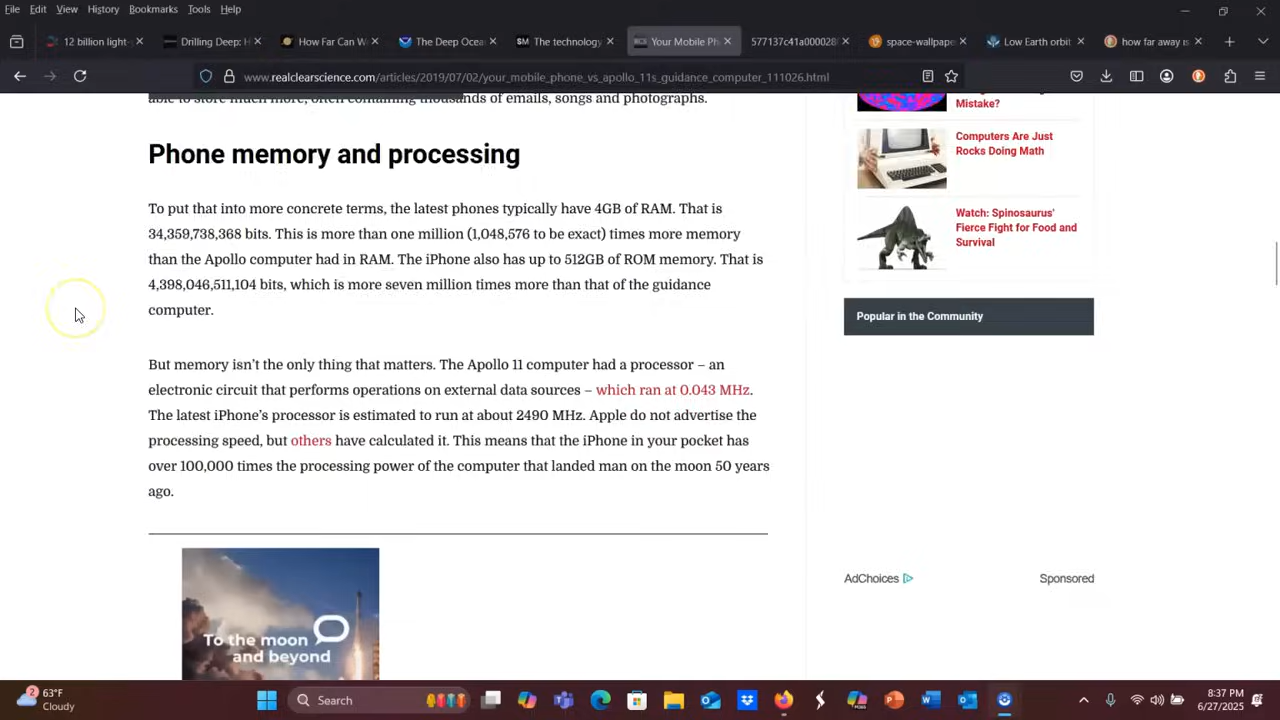 File Edit View History Bookmarks Tools Help
12 billion light-
Drilling Deep: H
How Far Can W
The Deep Ocea
The technology
Your Mobile Ph
577137c41a000028
space-wallpape
Low Earth orbit
how far away is
www.realclearscience.com/articles/2019/07/02/your_mobile_phone_vs_apollo_11s_guidance_computer_111026.html
able to store much more, often containing thousands of emails, songs and photographs.
Phone memory and processing
To put that into more concrete terms, the latest phones typically have 4GB of RAM. That is
34,359,738,368 bits. This is more than one million (1,048,576 to be exact) times more memory
than the Apollo computer had in RAM. The iPhone also has up to 512GB of ROM memory. That is
4,398,046,511,104 bits, which is more seven million times more than that of the guidance
computer.
But memory isn't the only thing that matters. The Apollo 11 computer had a processor – an
electronic circuit that performs operations on external data sources – which ran at 0.043 MHz.
The latest iPhone's processor is estimated to run at about 2490 MHz. Apple do not advertise the
processing speed, but others have calculated it. This means that the iPhone in your pocket has
over 100,000 times the processing power of the computer that landed man on the moon 50 years
ago.
To the moon
and beyond
Mistake?
Computers Are Just
Rocks Doing Math
Watch: Spinosaurus'
Fierce Fight for Food and
Survival
Popular in the Community
AdChoices
Sponsored
2
63°F
Cloudy
Search
8:37 PM
6/27/2025